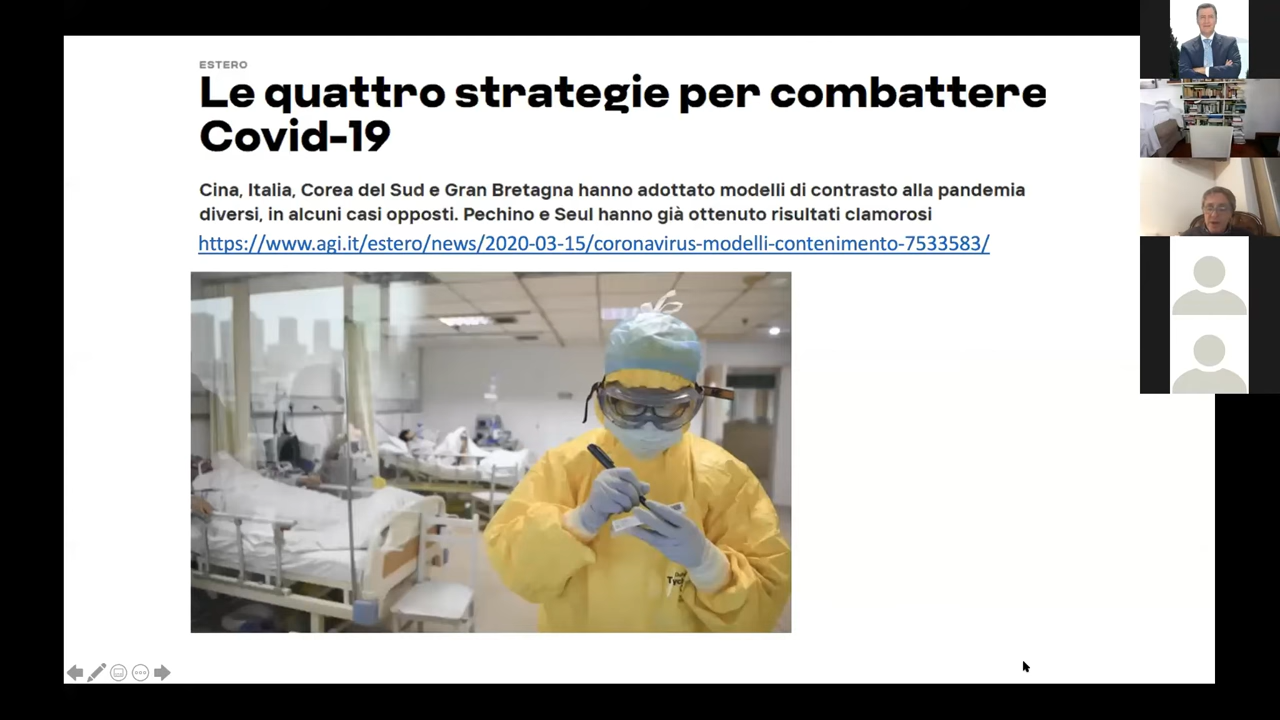 ESTERO
Le quattro strategie per combattere
Covid-19
Cina, Italia, Corea del Sud e Gran Bretagna hanno adottato modelli di contrasto alla pandemia
diversi, in alcuni casi opposti. Pechino e Seul hanno già ottenuto risultati clamorosi
https://www.agi.it/estero/news/2020-03-15/coronavirus-modelli-contenimento-7533583/